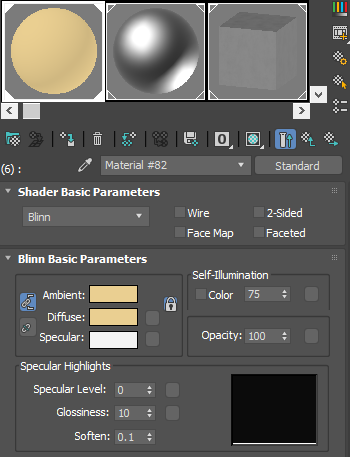 0
(6) : Material #82 Standard
Shader Basic Parameters
Blinn Wire 2-Sided
Face Map Faceted
Blinn Basic Parameters
Self-Illumination
Ambient: Color 75
Diffuse:
Specular: Opacity: 100
Specular Highlights
Specular Level: 0
Glossiness: 10
Soften: 0.1